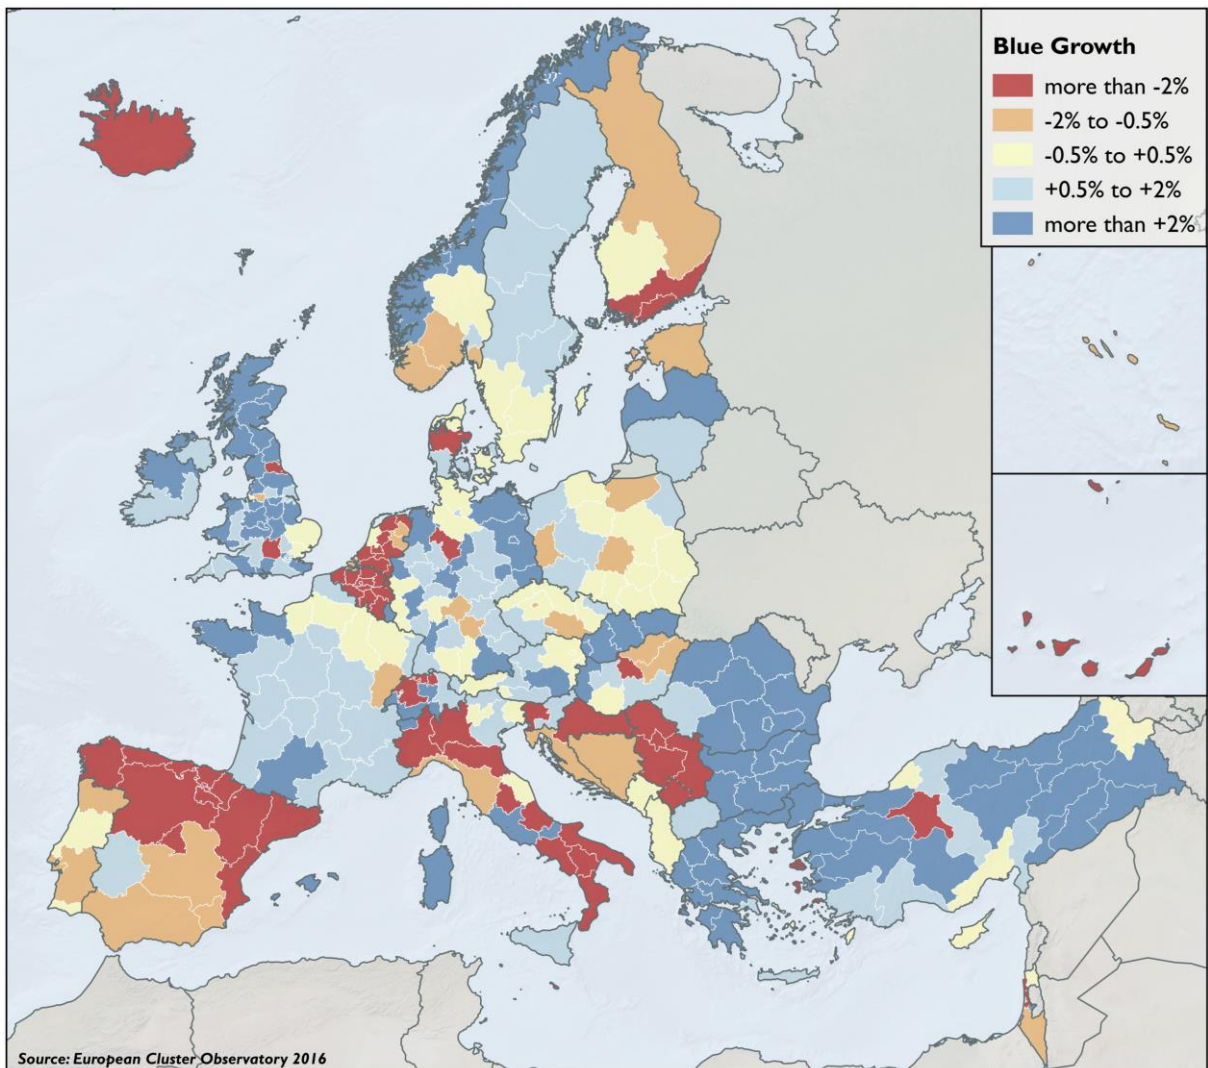 Blue Growth
more than -2%
-2% to -0.5%
-0.5% to +0.5%
+0.5% to +2%
more than +2%
Source: European Cluster Observatory 2016